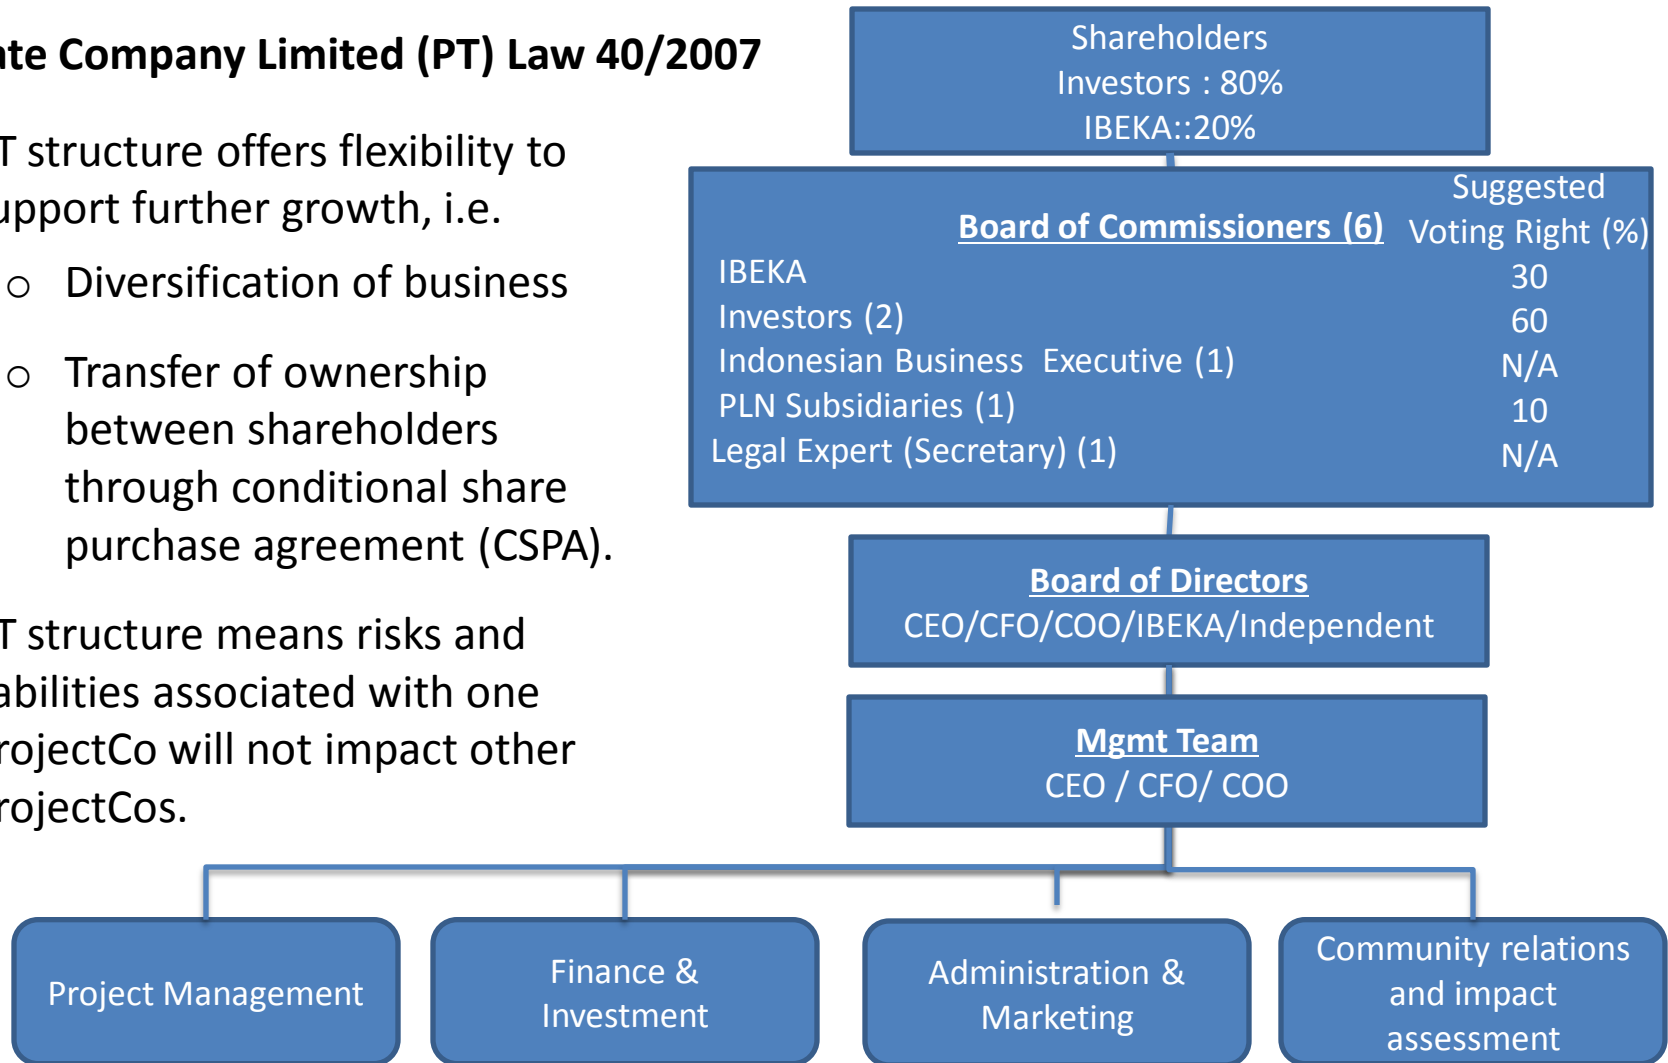 ate Company Limited (PT) Law 40/2007
T structure offers flexibility to
upport further growth, i.e.
o Diversification of business
o Transfer of ownership
between shareholders
through conditional share
purchase agreement (CSPA).
T structure means risks and
abilities associated with one
rojectCo will not impact other
rojectCos.
Shareholders
Investors : 80%
IBEKA::20%
Suggested
Board of Commissioners (6) Voting Right (%)
IBEKA 30
Investors (2) 60
Indonesian Business Executive (1) N/A
PLN Subsidiaries (1) 10
Legal Expert (Secretary) (1) N/A
Board of Directors
CEO/CFO/COO/IBEKA/Independent
Mgmt Team
CEO / CFO/ COO
Project Management
Finance &
Investment
Administration &
Marketing
Community relations
and impact
assessment